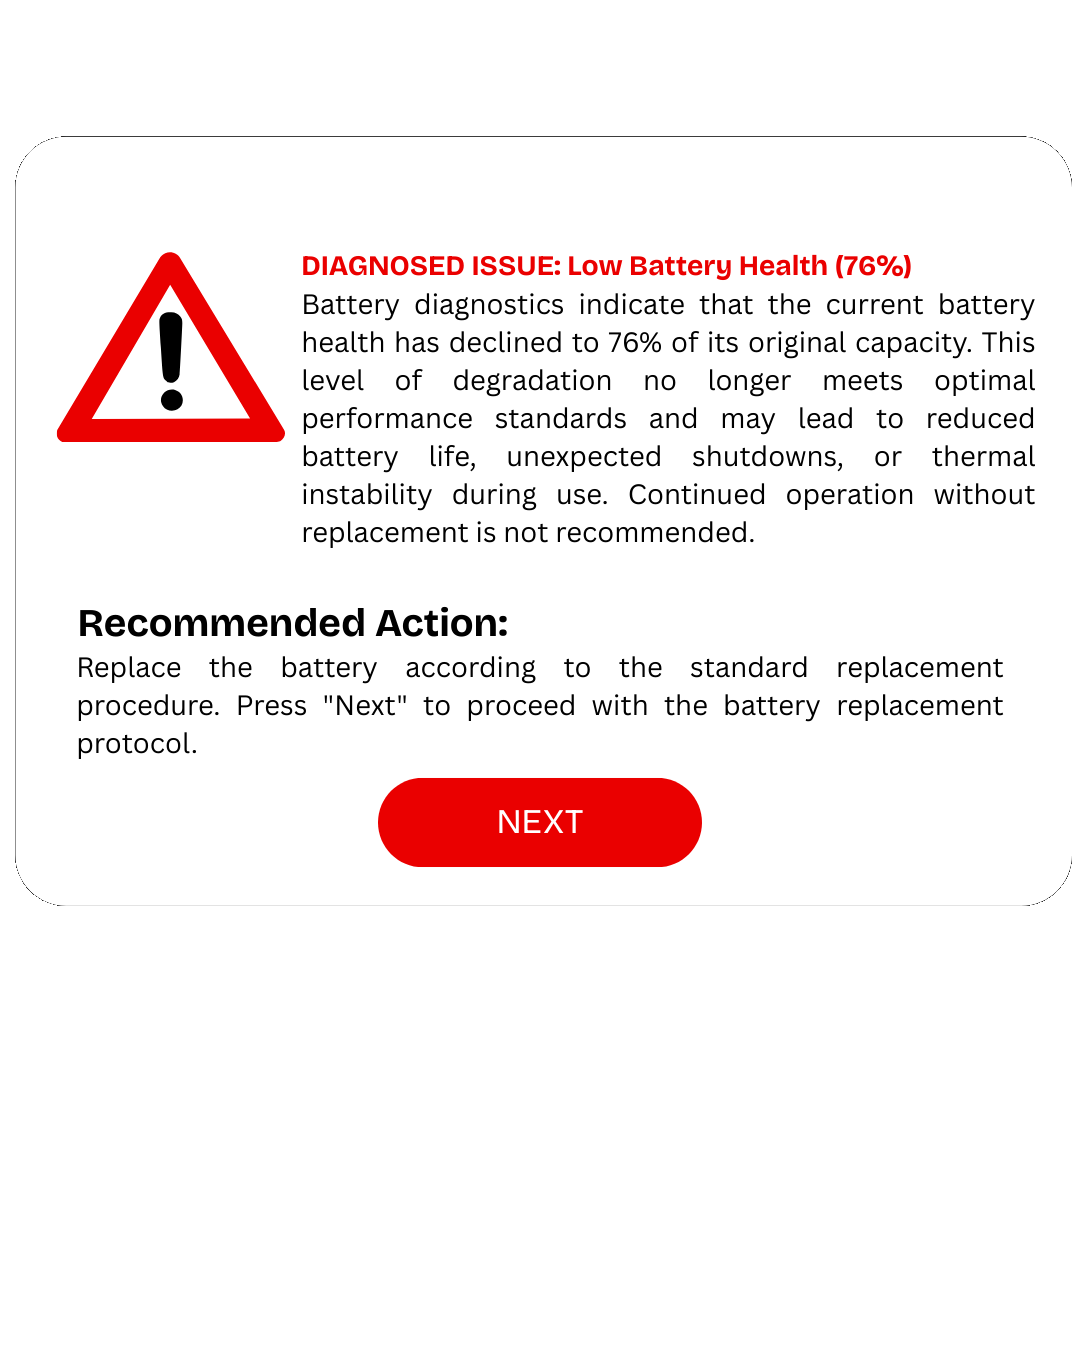 DIAGNOSED ISSUE: Low Battery Health (76%)
Battery diagnostics indicate that the current battery
health has declined to 76% of its original capacity. This
level of degradation no longer meets optimal
performance standards and may lead to reduced
battery life, unexpected shutdowns, or thermal
instability during use. Continued operation without
replacement is not recommended.
Recommended Action:
Replace the battery according to the standard replacement
procedure. Press "Next" to proceed with the battery replacement
protocol.
NEXT